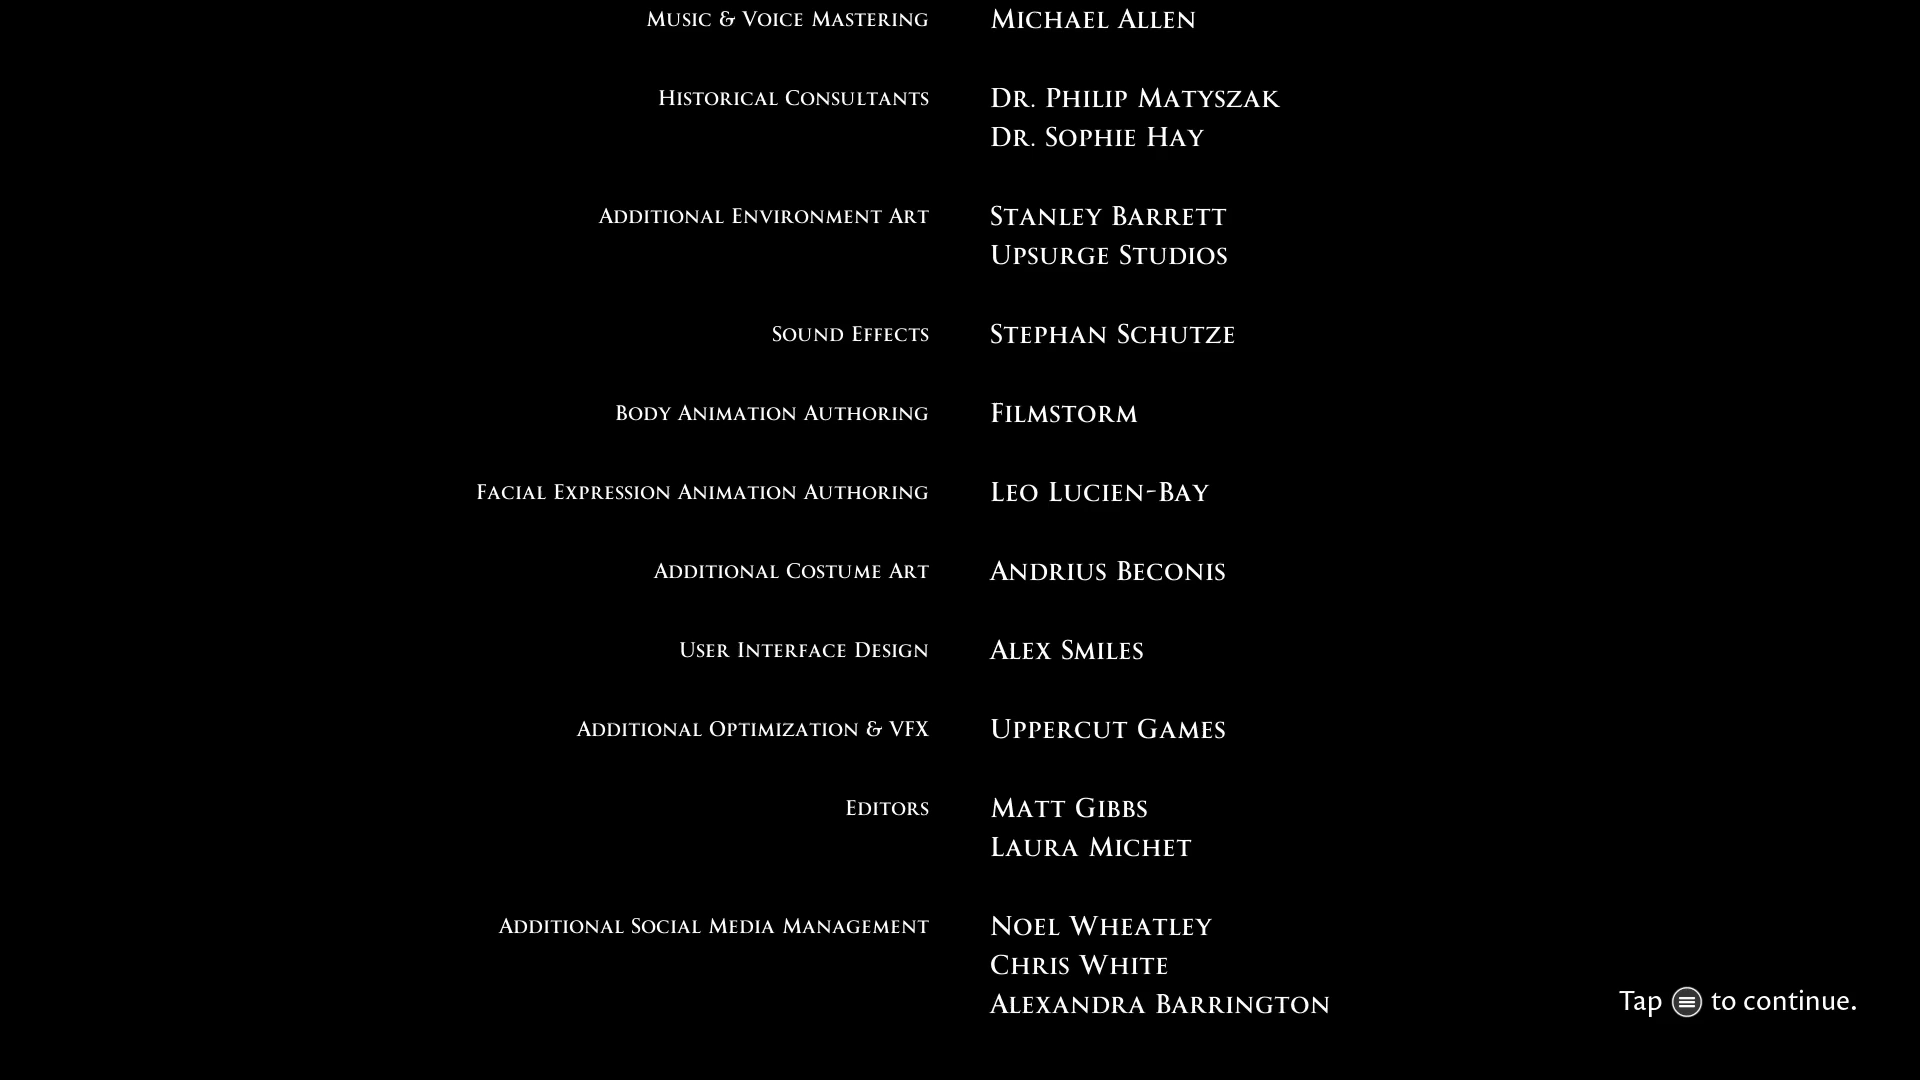 Music & Voice Mastering Michael Allen
Historical Consultants Dr. Philip Matyszak
Dr. Sophie Hay
Additional Environment Art Stanley Barrett
Upsurge Studios
Sound Effects Stephan Schutze
Body Animation Authoring Filmstorm
Facial Expression Animation Authoring Leo Lucien-Bay
Additional Costume Art Andrius Beconis
User Interface Design Alex Smiles
Additional Optimization & VFX Uppercut Games
Editors Matt Gibbs
Laura Michet
Additional Social Media Management Noel Wheatley
Chris White
Alexandra Barrington
Tap to continue.